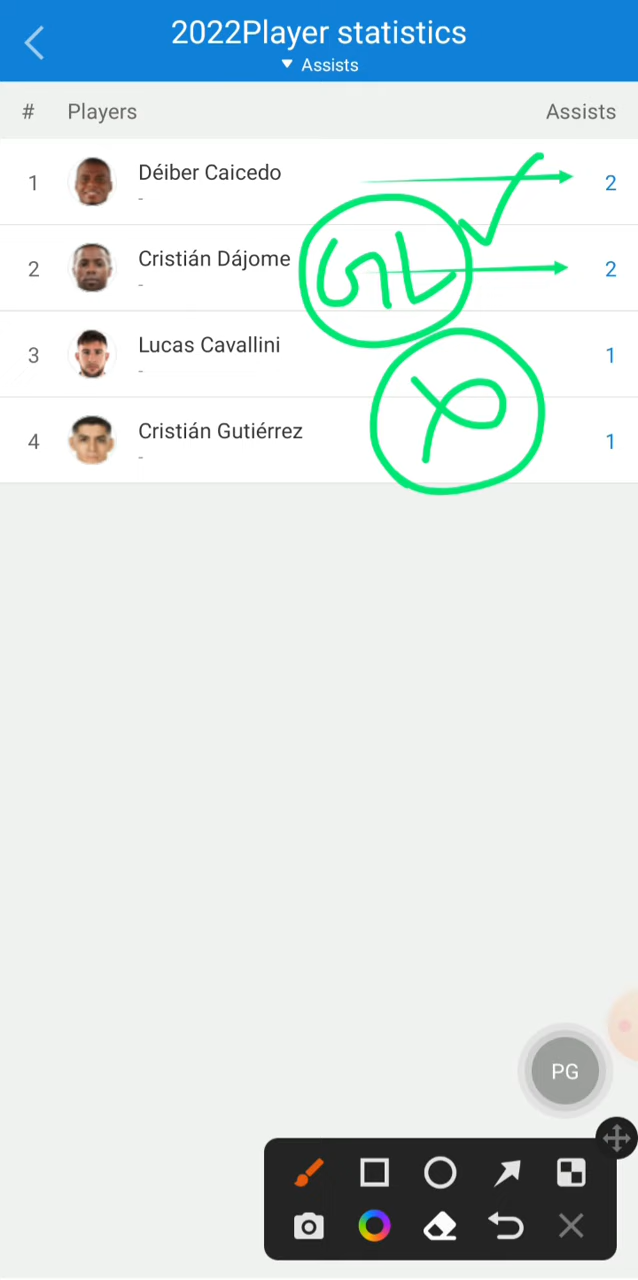 2022Player statistics
▼ Assists
# Players Assists
1 Déiber Caicedo 2
-
2 Cristián Dájome 2
-
3 Lucas Cavallini 1
-
4 Cristián Gutiérrez 1
-
PG